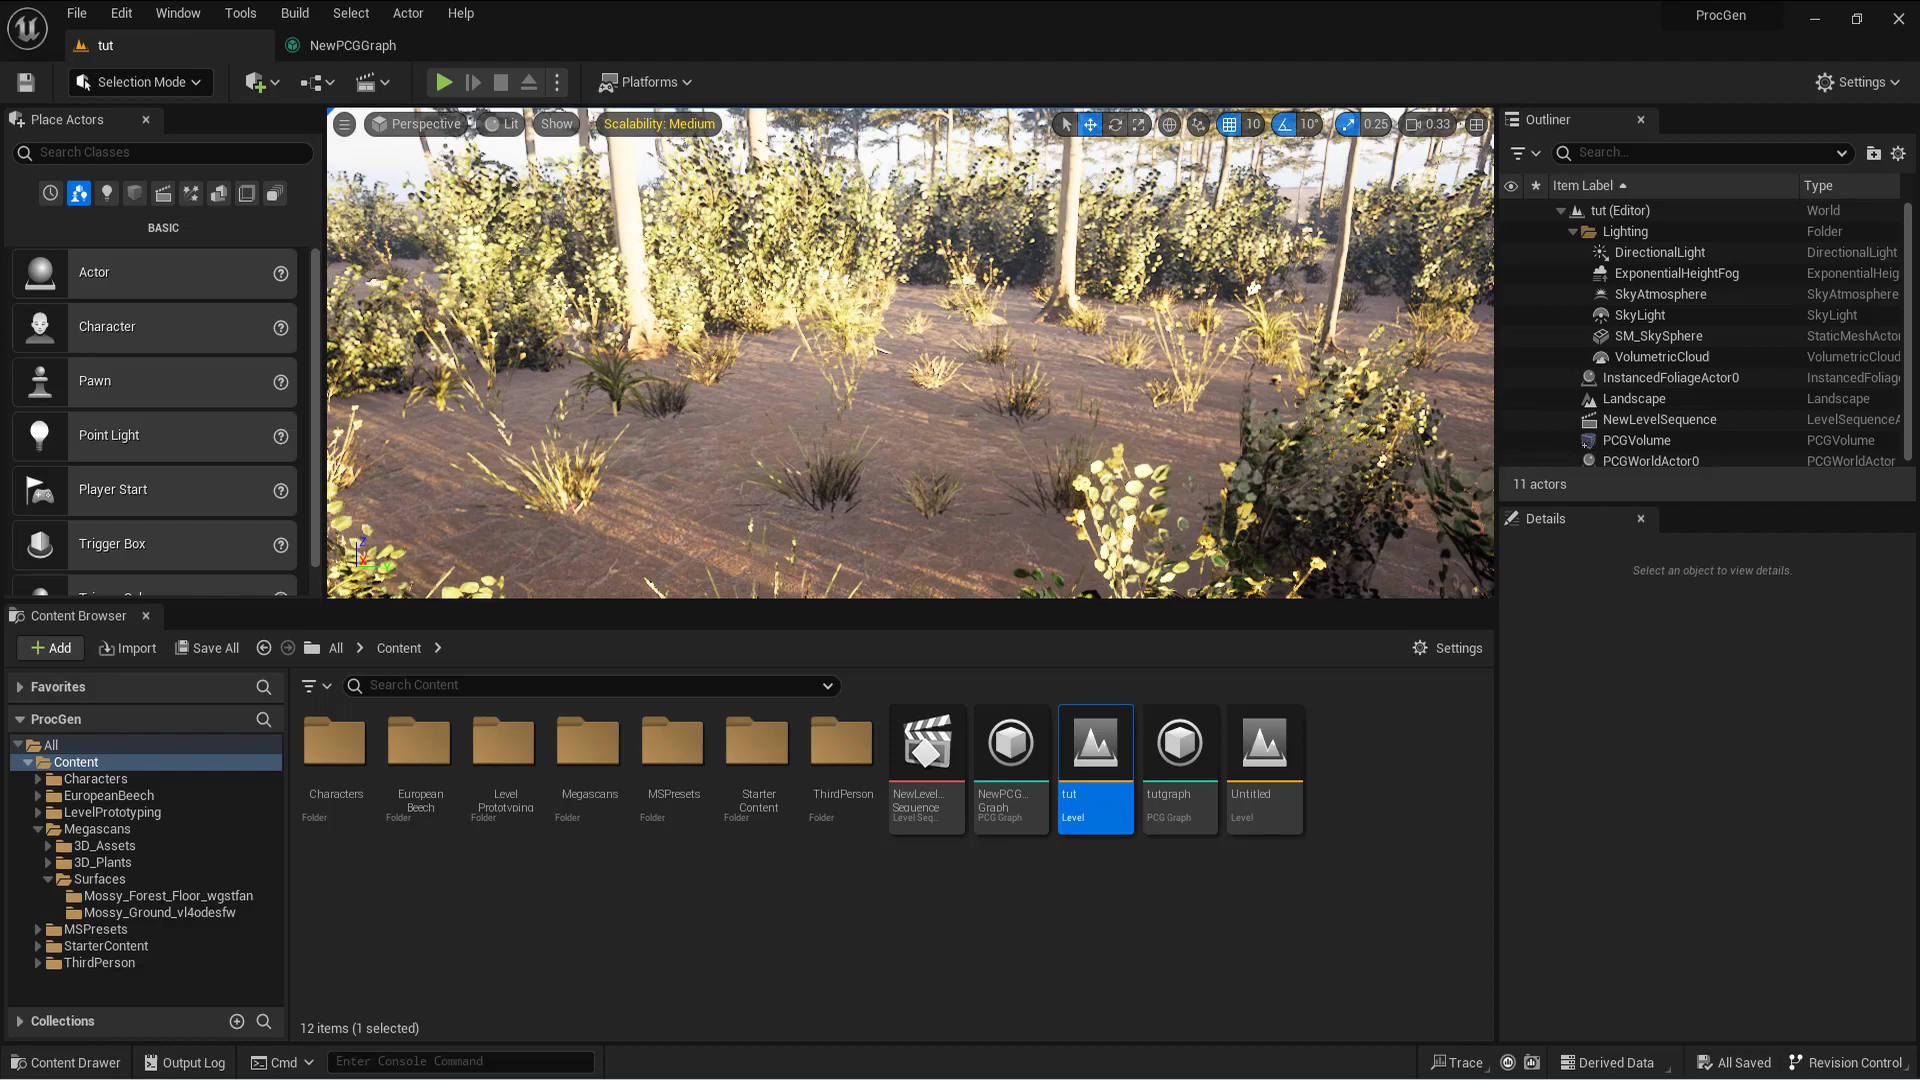 File Edit Window Tools Build Select Actor Help
ProcGen
tut
NewPCGGraph
Selection Mode
Platforms
Settings
Place Actors
Search Classes
BASIC
Actor
Character
Pawn
Point Light
Player Start
Trigger Box
Perspective
Lit
Show
Scalability: Medium
10
10°
0.25
0.33
Outliner
Search...
Item Label Type
tut (Editor) World
Lighting Folder
DirectionalLight DirectionalLight
ExponentialHeightFog ExponentialHeig
SkyAtmosphere SkyAtmosphere
SkyLight SkyLight
SM_SkySphere StaticMeshActo
VolumetricCloud VolumetricCloud
InstancedFoliageActor0 InstancedFoliag
Landscape Landscape
NewLevelSequence LevelSequenceA
PCGVolume PCGVolume
PCGWorldActor0 PCGWorldActor
11 actors
Details
Select an object to view details.
Content Browser
Add
Import
Save All
All
Content
Settings
Favorites
ProcGen
All
Content
Characters
EuropeanBeech
LevelPrototyping
Megascans
3D_Assets
3D_Plants
Surfaces
Mossy_Forest_Floor_wgstfan
Mossy_Ground_vl4odesfw
MSPresets
StarterContent
ThirdPerson
Collections
Search Content
Characters
Folder
European
Beech
Folder
Level
Prototyping
Folder
Megascans
Folder
MSPresets
Folder
Starter
Content
Folder
ThirdPerson
Folder
NewLevel...
Sequence
Level Seq...
NewPCG...
Graph
PCG Graph
tut
Level
tutgraph
PCG Graph
Untitled
Level
12 items (1 selected)
Content Drawer
Output Log
Cmd
Enter Console Command
Trace
Derived Data
All Saved
Revision Control